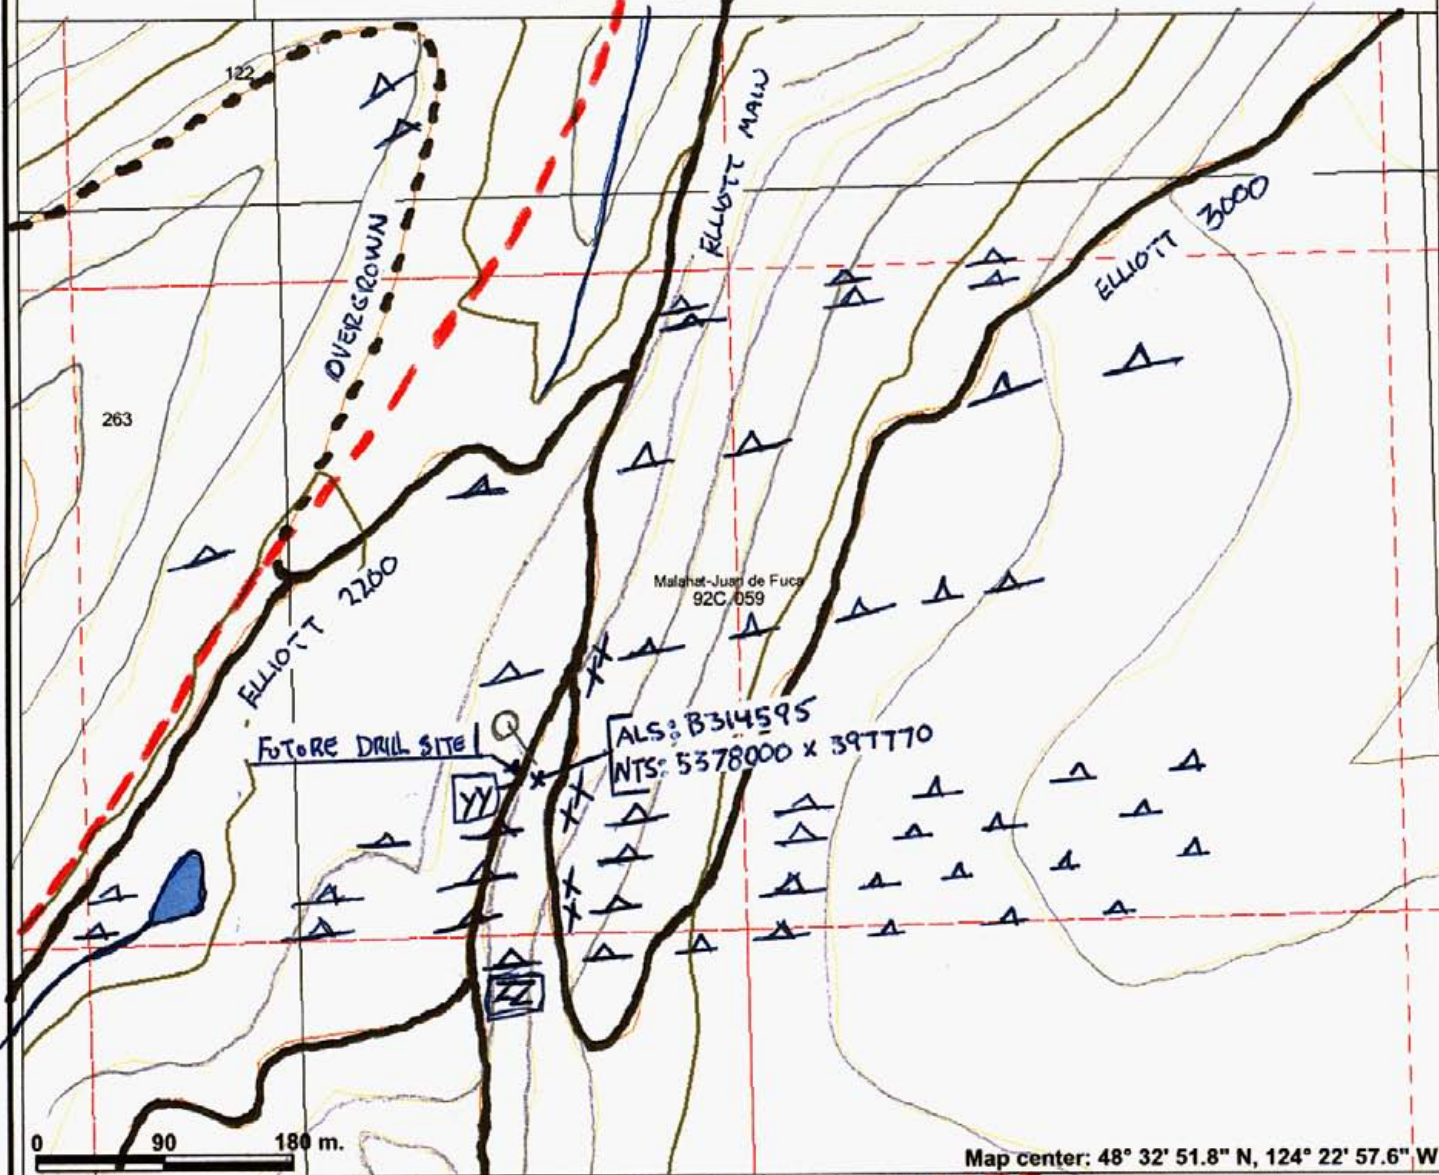 122
ELLIOTT MAIN
ELLIOTT 3000
OVERGROWN
263
Malahat-Juan de Fuca
92C.059
ELLIOTT 2200
FUTURE DRILL SITE
ALS: B314595
NTS: 5378000 x 397770
YY
ZZ
0 90 180 m.
Map center: 48° 32' 51.8" N, 124° 22' 57.6" W